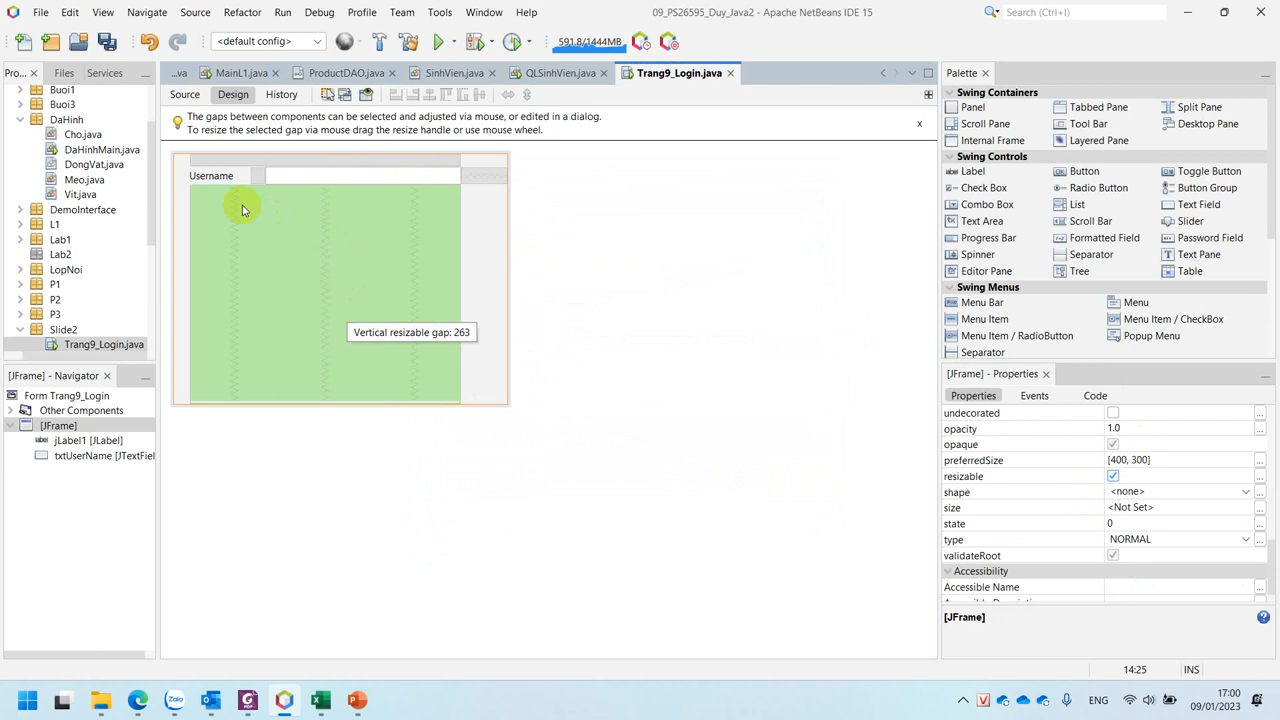 File Edit View Navigate Source Refactor Run Debug Profile Team Tools Window Help
09_PS26595_Duy_Java2 - Apache NetBeans IDE 15
Search (Ctrl+I)
<default config>
591.8/1444MB
Pro...
Files
Services
...va
MainL1.java
ProductDAO.java
SinhVien.java
QLSinhVien.java
Trang9_Login.java
Palette
Source
Design
History
The gaps between components can be selected and adjusted via mouse, or edited in a dialog.
To resize the selected gap via mouse drag the resize handle or use mouse wheel.
x
Buoi1
Buoi3
DaHinh
Cho.java
DaHinhMain.java
DongVat.java
Meo.java
Vit.java
DemoInterface
L1
Lab1
Lab2
LopNoi
P1
P2
P3
Slide2
Trang9_Login.java
Username
Vertical resizable gap: 263
[JFrame] - Navigator
Form Trang9_Login
Other Components
[JFrame]
jLabel1 [JLabel]
txtUserName [JTextFiel
Swing Containers
Panel
Tabbed Pane
Split Pane
Scroll Pane
Tool Bar
Desktop Pane
Internal Frame
Layered Pane
Swing Controls
Label
Button
Toggle Button
Check Box
Radio Button
Button Group
Combo Box
List
Text Field
Text Area
Scroll Bar
Slider
Progress Bar
Formatted Field
Password Field
Spinner
Separator
Text Pane
Editor Pane
Tree
Table
Swing Menus
Menu Bar
Menu
Menu Item
Menu Item / CheckBox
Menu Item / RadioButton
Popup Menu
Separator
[JFrame] - Properties
Properties
Events
Code
undecorated
...
opacity
1.0
...
opaque
...
preferredSize
[400, 300]
...
resizable
...
shape
<none>
...
size
<Not Set>
...
state
0
...
type
NORMAL
...
validateRoot
...
Accessibility
Accessible Name
...
[JFrame]
14:25
INS
ENG
17:00
09/01/2023